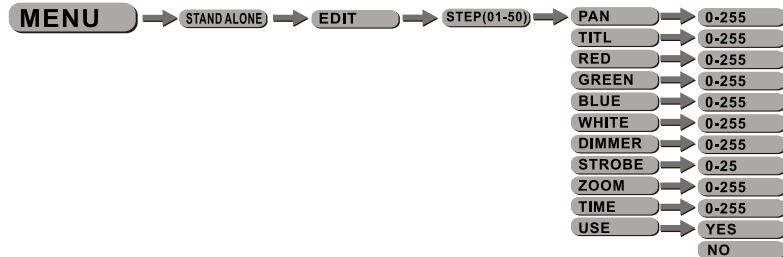 MENU STAND ALONE EDIT STEP(01-50) PAN 0-255
TITL 0-255
RED 0-255
GREEN 0-255
BLUE 0-255
WHITE 0-255
DIMMER 0-255
STROBE 0-25
ZOOM 0-255
TIME 0-255
USE YES
NO